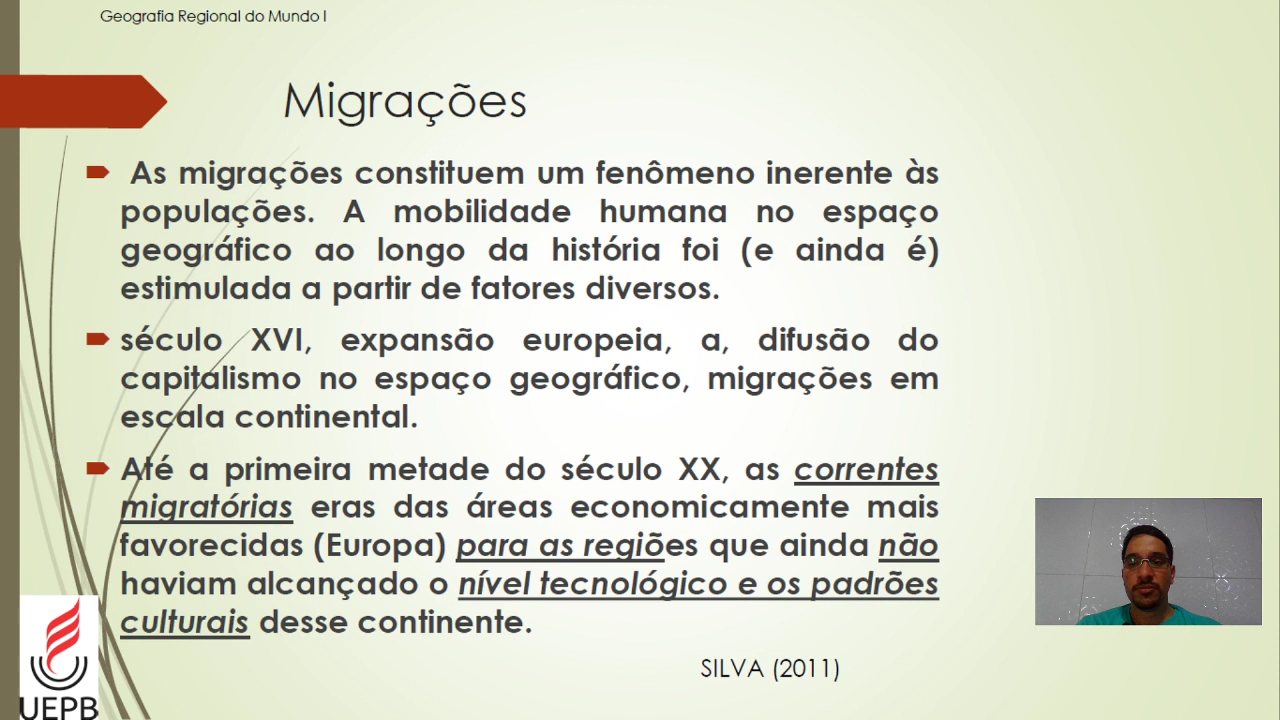 Geografia Regional do Mundo I
Migrações
As migrações constituem um fenômeno inerente às
populações. A mobilidade humana no espaço
geográfico ao longo da história foi (e ainda é)
estimulada a partir de fatores diversos.
século XVI, expansão europeia, a, difusão do
capitalismo no espaço geográfico, migrações em
escala continental.
Até a primeira metade do século XX, as correntes
migratórias eras das áreas economicamente mais
favorecidas (Europa) para as regiões que ainda não
haviam alcançado o nível tecnológico e os padrões
culturais desse continente.
SILVA (2011)
UEPB